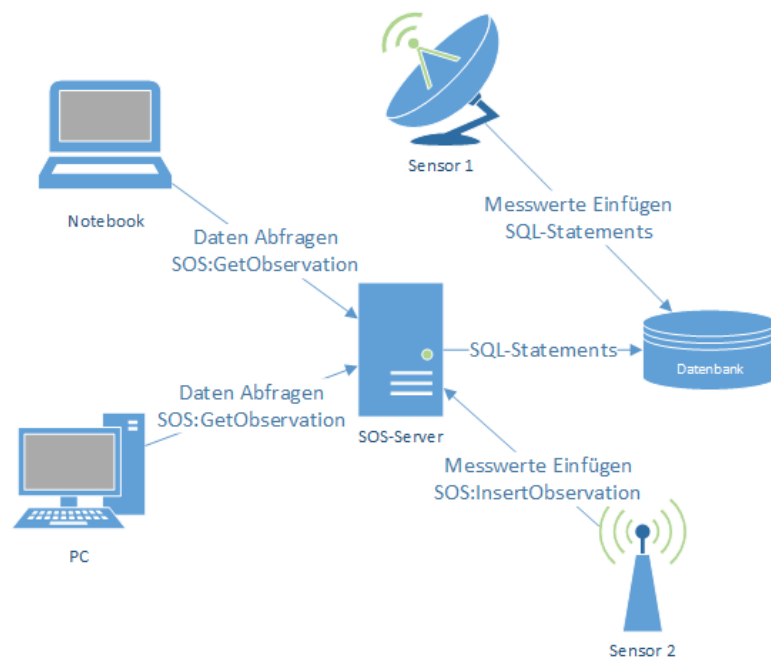 Sensor 1
Notebook
Messwerte Einfügen
SQL-Statements
Daten Abfragen
SOS:GetObservation
SQL-Statements
Datenbank
Daten Abfragen
SOS:GetObservation
SOS-Server
Messwerte Einfügen
SOS:InsertObservation
PC
Sensor 2